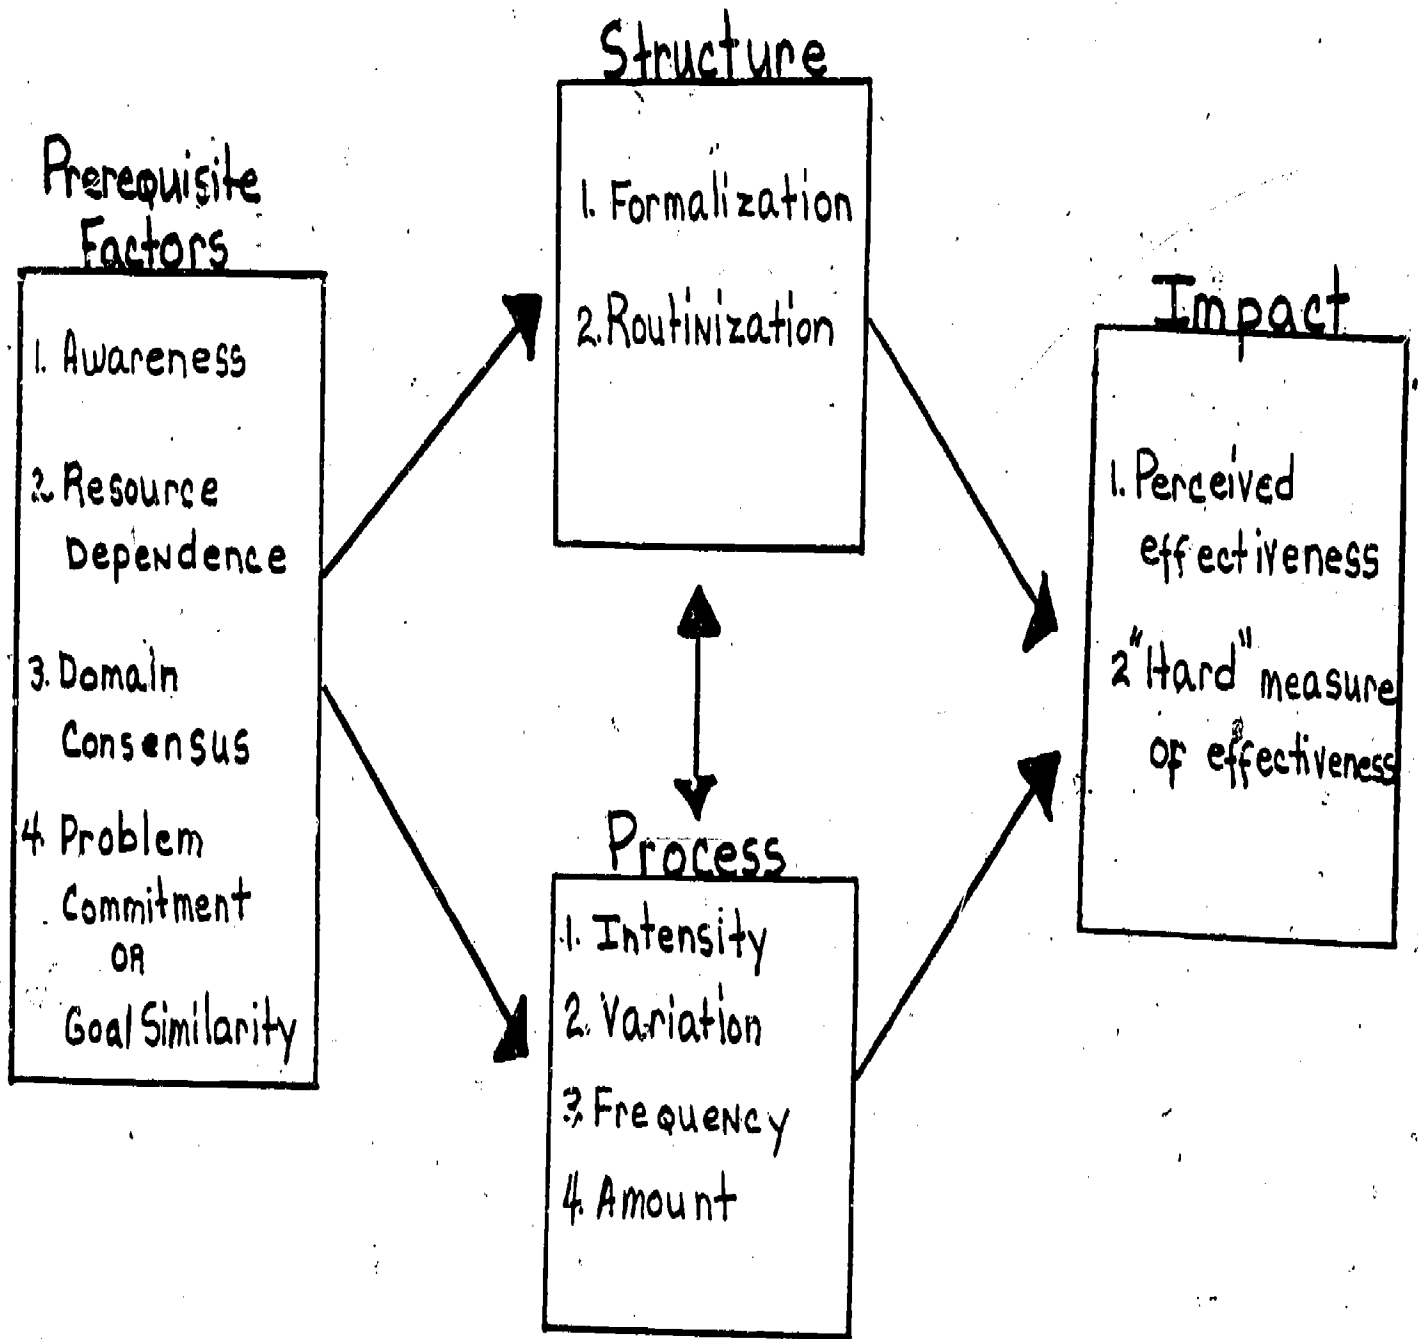 Prerequisite
Factors
1. Awareness
2. Resource
Dependence
3. Domain
Consensus
4. Problem
Commitment
OR
Goal Similarity
Structure
1. Formalization
2. Routinization
Process
1. Intensity
2. Variation
3. Frequency
4. Amount
Impact
1. Perceived
effectiveness
2 "Hard" measure
of effectiveness